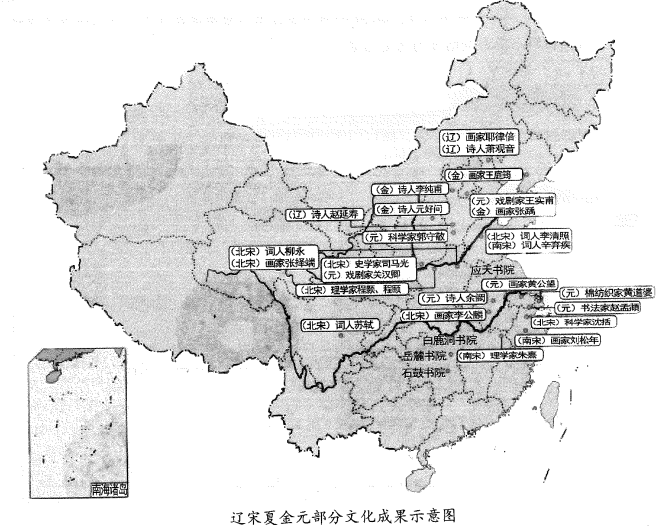 （辽）画家耶律倍
（辽）诗人萧观音
（金）画家王庭筠
（金）诗人李纯甫
（元）戏剧家王实甫
（金）画家张瑀
（金）诗人元好问
（辽）诗人赵延寿
（元）科学家郭守敬
（北宋）词人李清照
（南宋）词人辛弃疾
（北宋）词人柳永
（北宋）画家张择端
（北宋）史学家司马光
（元）戏剧家关汉卿
应天书院
（北宋）理学家程颢、程颐
（元）画家黄公望
（元）棉纺织家黄道婆
（元）诗人余阙
（元）书法家赵孟頫
（北宋）画家李公麟
（北宋）科学家沈括
（北宋）词人苏轼
白鹿洞书院
（南宋）画家刘松年
岳麓书院
（南宋）理学家朱熹
石鼓书院
南海诸岛
辽宋夏金元部分文化成果示意图